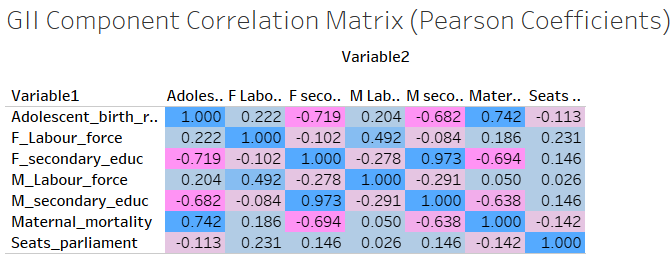 GII Component Correlation Matrix (Pearson Coefficients)
Variable2
Variable1 Adoles.. F Labo.. F seco.. M Lab.. M seco.. Mater.. Seats ..
Adolescent_birth_r.. 1.000 0.222 -0.719 0.204 -0.682 0.742 -0.113
F_Labour_force 0.222 1.000 -0.102 0.492 -0.084 0.186 0.231
F_secondary_educ -0.719 -0.102 1.000 -0.278 0.973 -0.694 0.146
M_Labour_force 0.204 0.492 -0.278 1.000 -0.291 0.050 0.026
M_secondary_educ -0.682 -0.084 0.973 -0.291 1.000 -0.638 0.146
Maternal_mortality 0.742 0.186 -0.694 0.050 -0.638 1.000 -0.142
Seats_parliament -0.113 0.231 0.146 0.026 0.146 -0.142 1.000